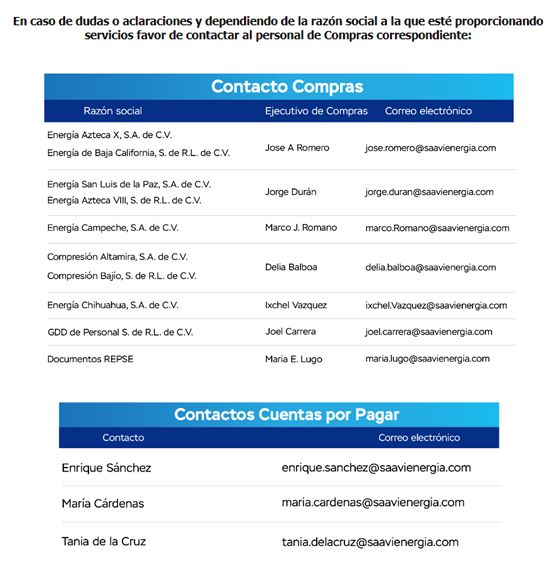 En caso de dudas o aclaraciones y dependiendo de la razón social a la que esté proporcionando
servicios favor de contactar al personal de Compras correspondiente:
Contacto Compras
Razón social Ejecutivo de Compras Correo electrónico
Energía Azteca X, S.A. de C.V.
Energía de Baja California, S. de R.L. de C.V. Jose A Romero jose.romero@saavienergia.com
Energía San Luis de la Paz, S.A. de C.V.
Energía Azteca VIII, S. de R.L. de C.V. Jorge Durán jorge.duran@saavienergia.com
Energía Campeche, S.A. de C.V. Marco J. Romano marco.Romano@saavienergia.com
Compresión Altamira, S.A. de C.V.
Compresión Bajío, S. de R.L. de C.V. Delia Balboa delia.balboa@saavienergia.com
Energía Chihuahua, S.A. de C.V. Ixchel Vazquez ixchel.Vazquez@saavienergia.com
GDD de Personal S. de R.L. de C.V. Joel Carrera joel.carrera@saavienergia.com
Documentos REPSE Maria E. Lugo maria.lugo@saavienergia.com
Contactos Cuentas por Pagar
Contacto Correo electrónico
Enrique Sánchez enrique.sanchez@saavienergia.com
María Cárdenas maria.cardenas@saavienergia.com
Tania de la Cruz tania.delacruz@saavienergia.com